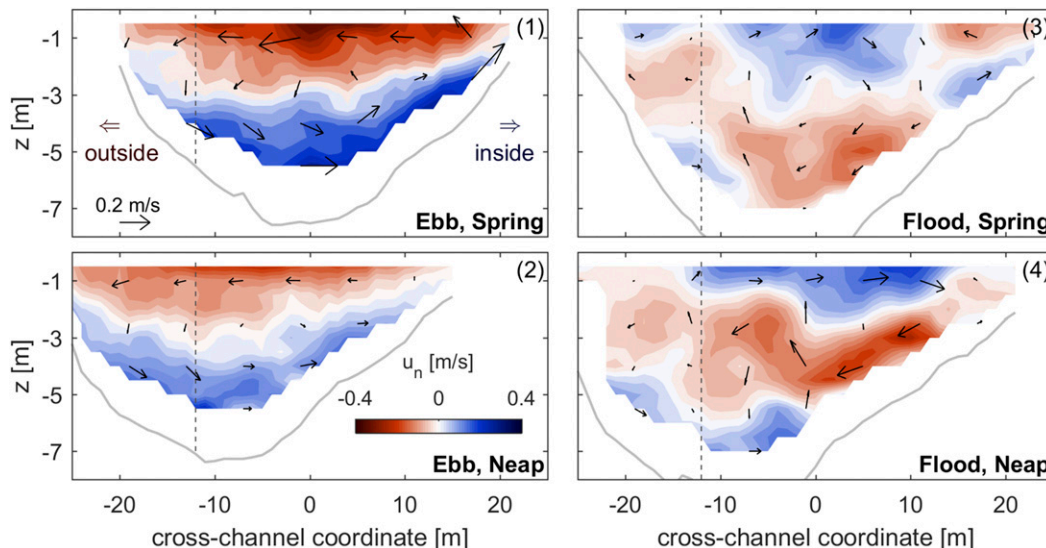 (1)
-1
-3
z [m]
⇐
⇒
outside
inside
-5
0.2 m/s
-7
Ebb, Spring
(3)
Flood, Spring
(2)
-1
-3
z [m]
u_n [m/s]
-0.4
0
0.4
-5
-7
Ebb, Neap
-20
-10
0
10
20
cross-channel coordinate [m]
(4)
Flood, Neap
-20
-10
0
10
20
cross-channel coordinate [m]